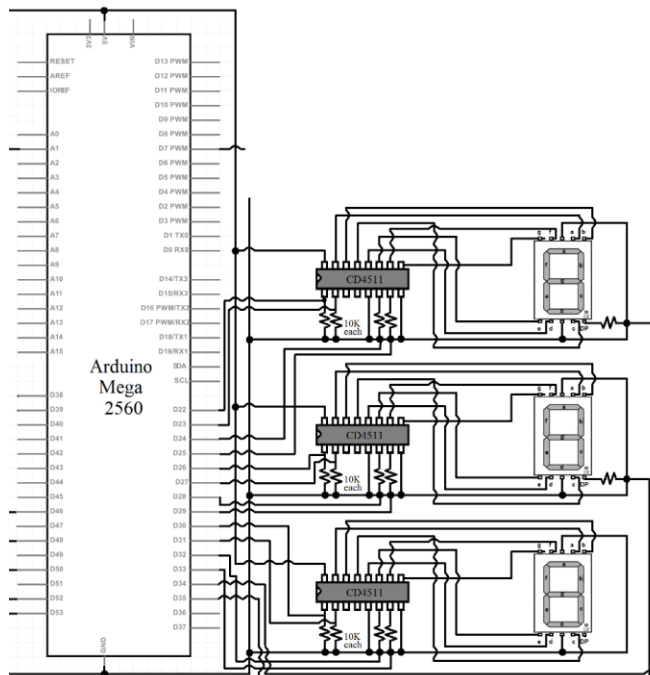 3V3
5V
VIN
RESET
AREF
IOREF
A0
A1
A2
A3
A4
A5
A6
A7
A8
A9
A10
A11
A12
A13
A14
A15
D38
D39
D40
D41
D42
D43
D44
D45
D46
D47
D48
D49
D50
D51
D52
D53
GND
Arduino
Mega
2560
D13 PWM
D12 PWM
D11 PWM
D10 PWM
D9 PWM
D8 PWM
D7 PWM
D6 PWM
D5 PWM
D4 PWM
D2 PWM
D3 PWM
D1 TX0
D0 RX0
D14/TX3
D15/RX3
D16 PWM/TX2
D17 PWM/RX2
D18/TX1
D19/RX1
SDA
SCL
D22
D23
D24
D25
D26
D27
D28
D29
D30
D31
D32
D33
D34
D35
D36
D37
CD4511
10K
each
g f a b
a
f b
g
e c
d
e d c DP
CD4511
10K
each
g f a b
a
f b
g
e c
d
e d c DP
CD4511
10K
each
g f a b
a
f b
g
e c
d
e d c DP